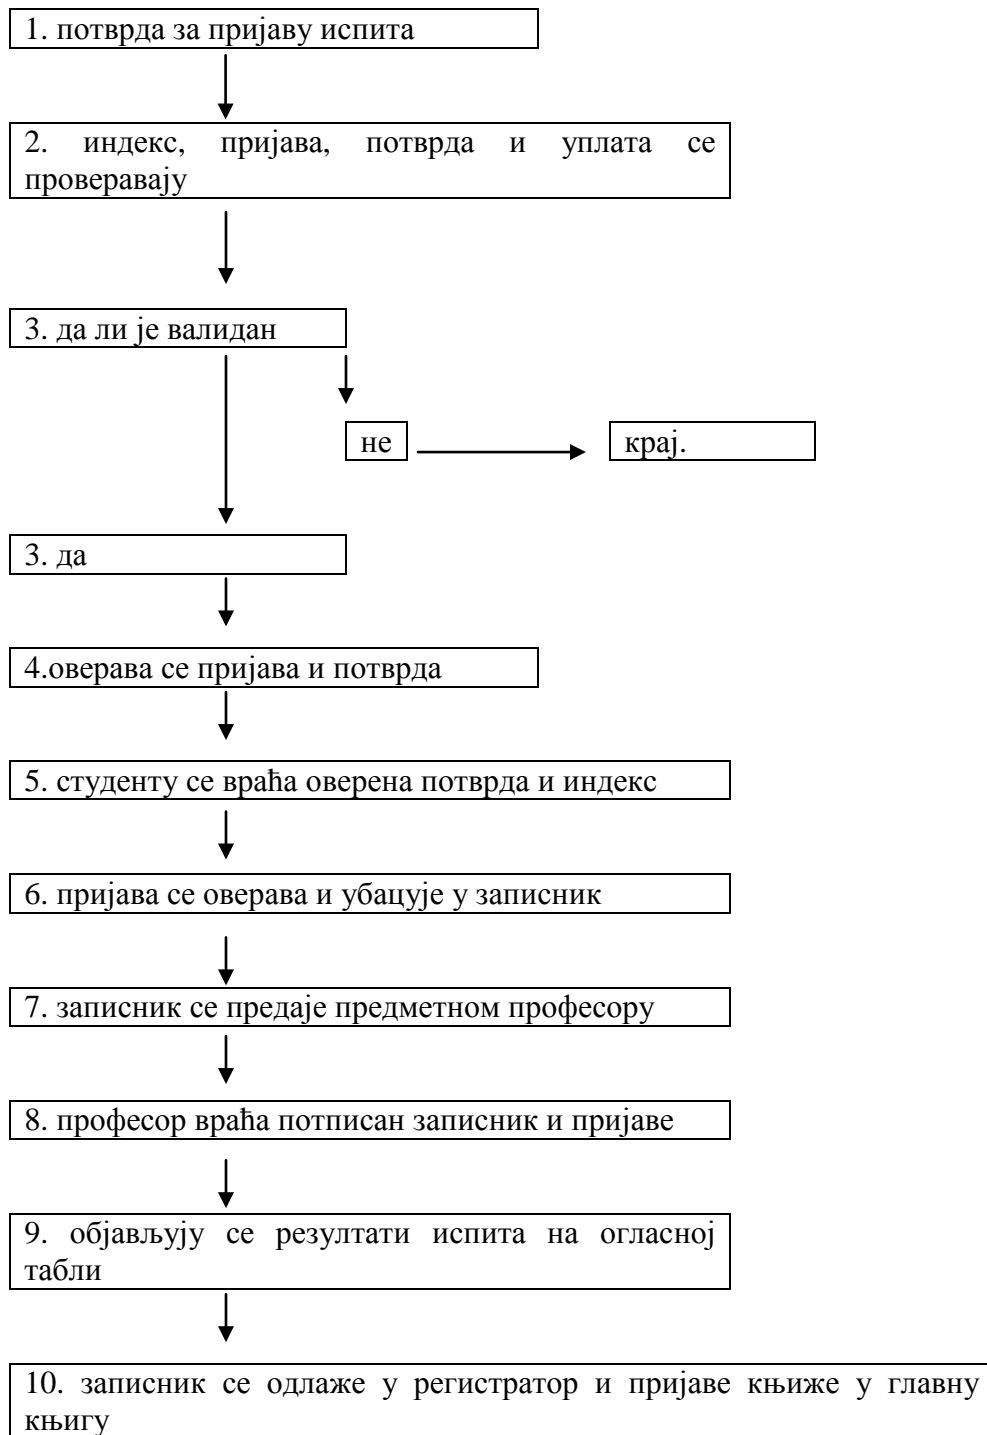 1. потврда за пријаву испита
2. индекс, пријава, потврда и уплата се
проверавају
3. да ли је валидан
не
крај.
3. да
4.оверава се пријава и потврда
5. студенту се враћа оверена потврда и индекс
6. пријава се оверава и убацује у записник
7. записник се предаје предметном професору
8. професор враћа потписан записник и пријаве
9. објављују се резултати испита на огласној
табли
10. записник се одлаже у регистратор и пријаве књиже у главну
књигу